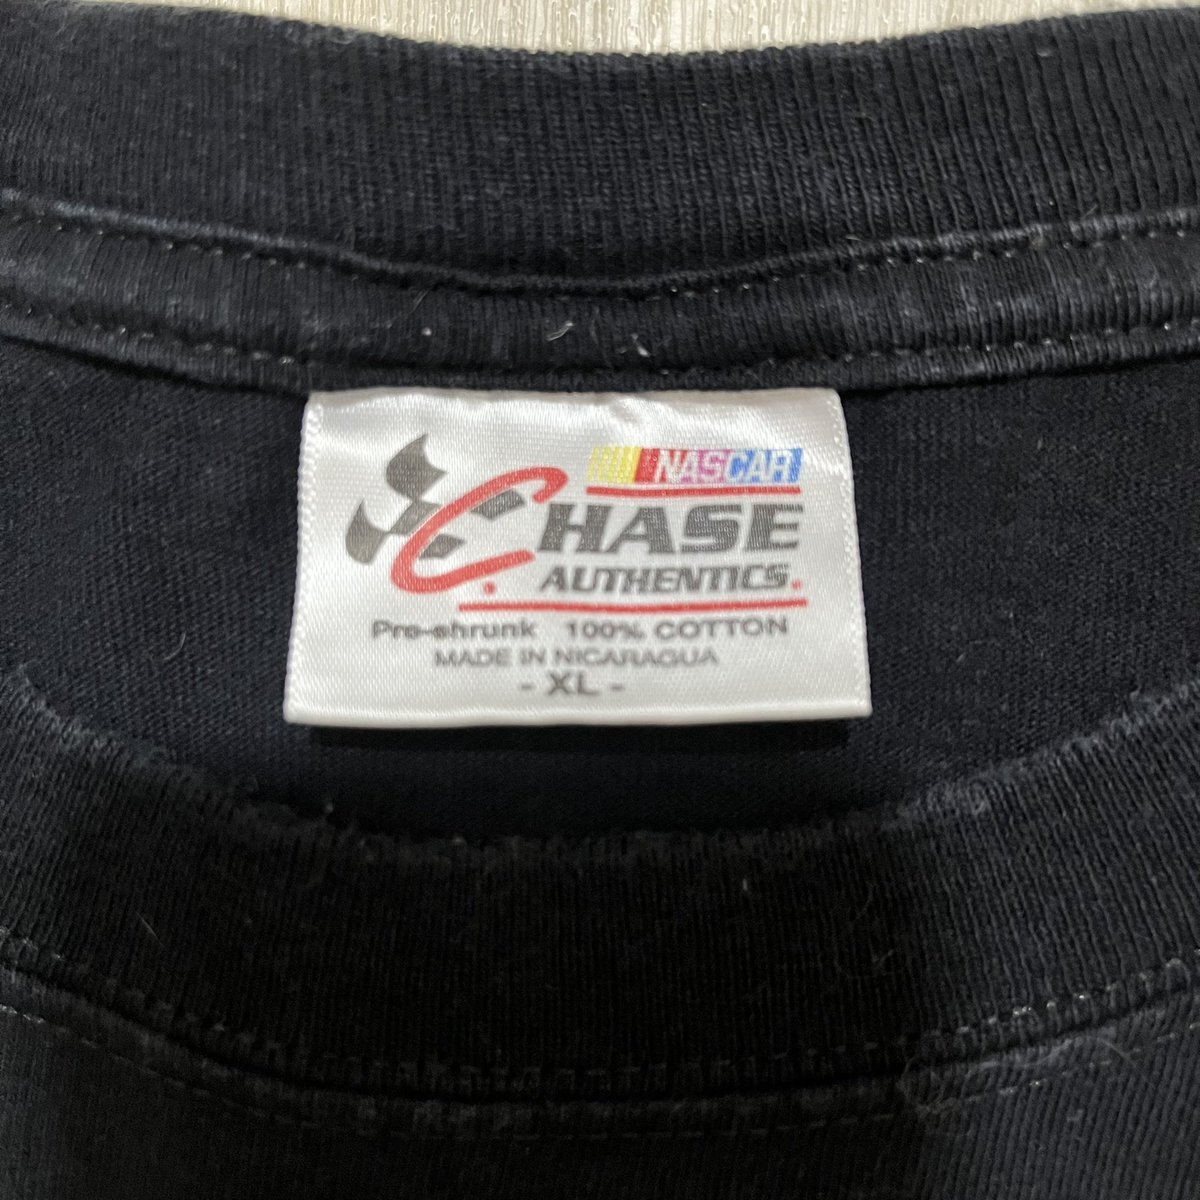 NASCAR
CHASE
AUTHENTICS.
Pre-shrunk 100% COTTON
MADE IN NICARAGUA
- XL -